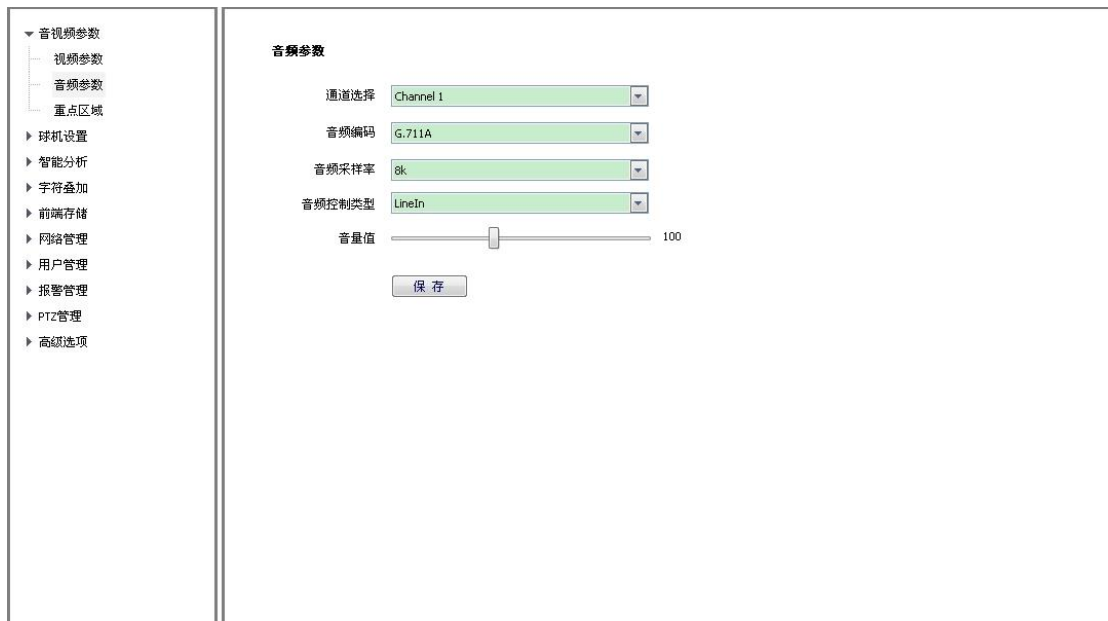 音视频参数
视频参数
音频参数
重点区域
球机设置
智能分析
字符叠加
前端存储
网络管理
用户管理
报警管理
PTZ管理
高级选项
音频参数
通道选择 Channel 1
音频编码 G.711A
音频采样率 8k
音频控制类型 LineIn
音量值 100
保 存